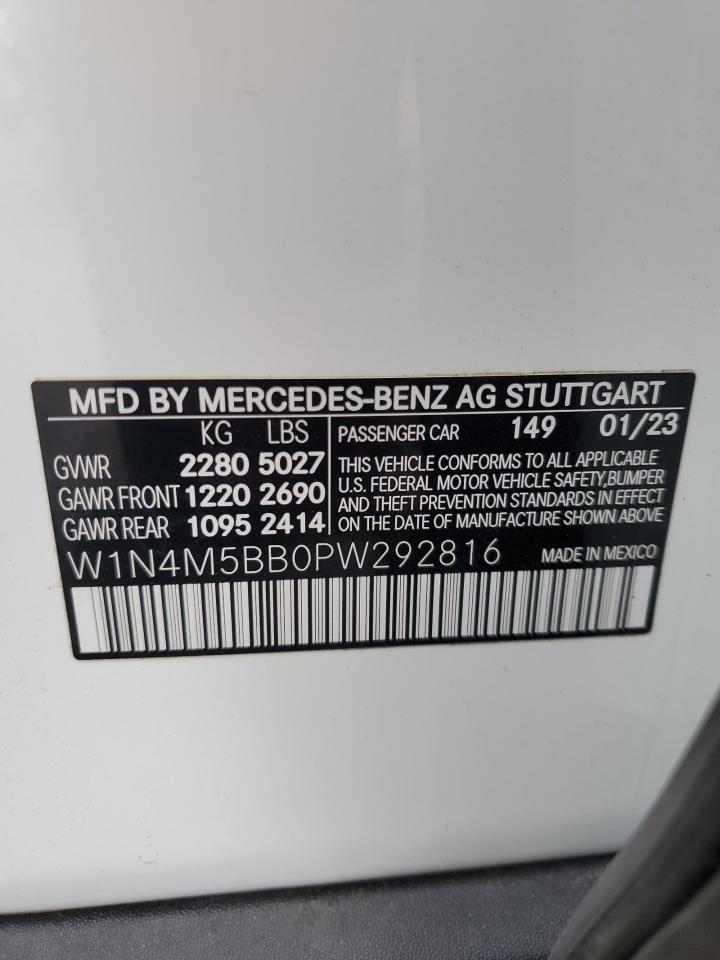 MFD BY MERCEDES-BENZ AG STUTTGART
KG LBS
GVWR 2280 5027
GAWR FRONT 1220 2690
GAWR REAR 1095 2414
PASSENGER CAR 149 01/23
THIS VEHICLE CONFORMS TO ALL APPLICABLE
U.S. FEDERAL MOTOR VEHICLE SAFETY,BUMPER
AND THEFT PREVENTION STANDARDS IN EFFECT
ON THE DATE OF MANUFACTURE SHOWN ABOVE
W1N4M5BB0PW292816 MADE IN MEXICO